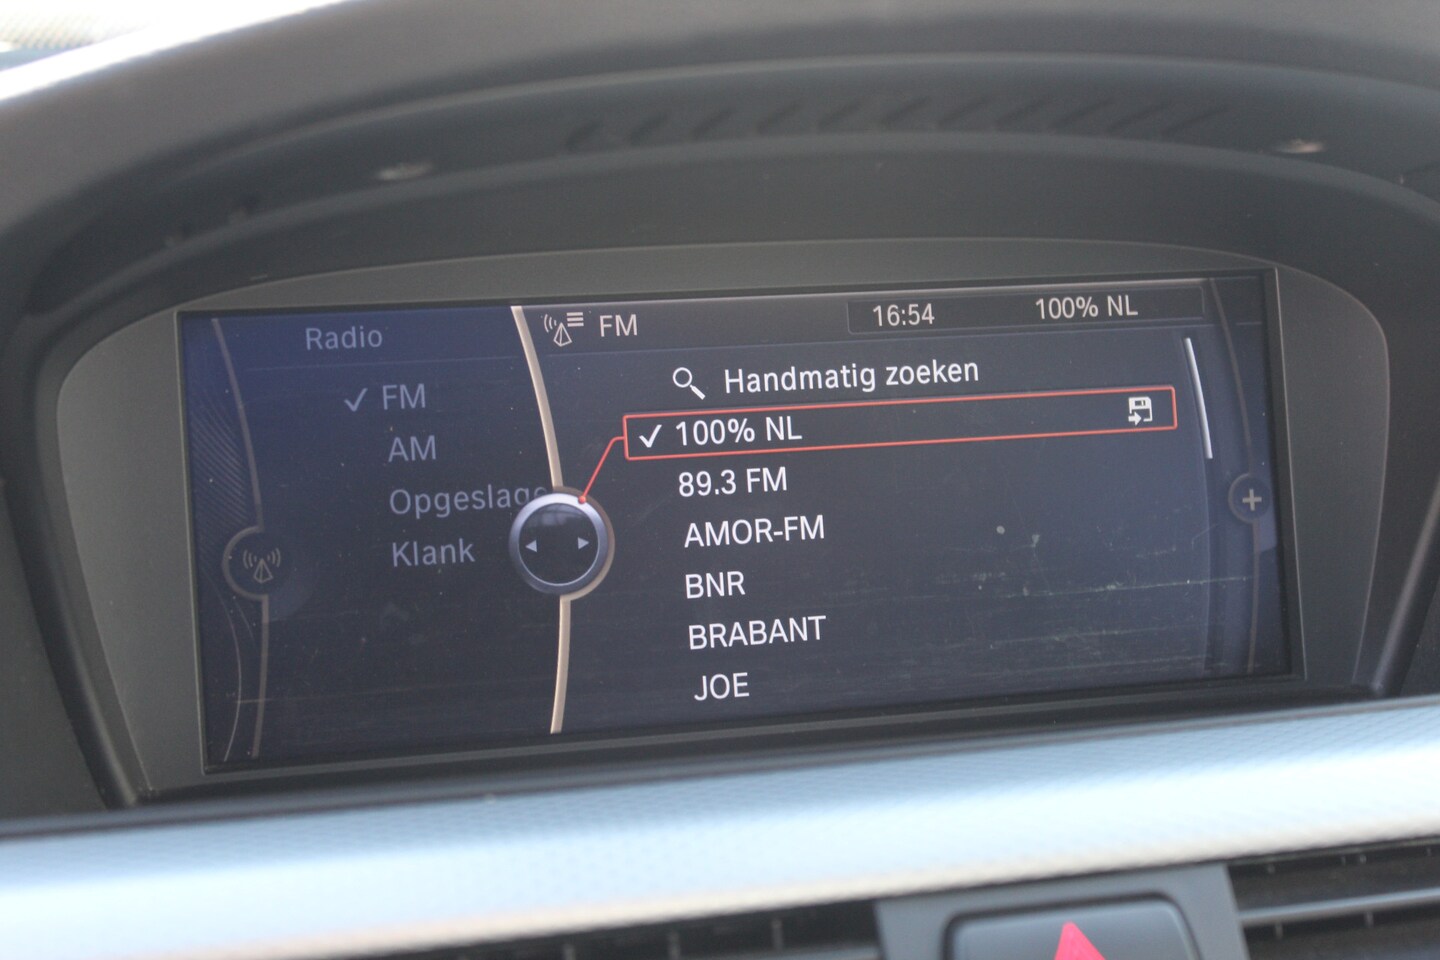 Radio
FM
AM
Opgeslage
Klank
FM
16:54
100% NL
Handmatig zoeken
100% NL
89.3 FM
AMOR-FM
BNR
BRABANT
JOE